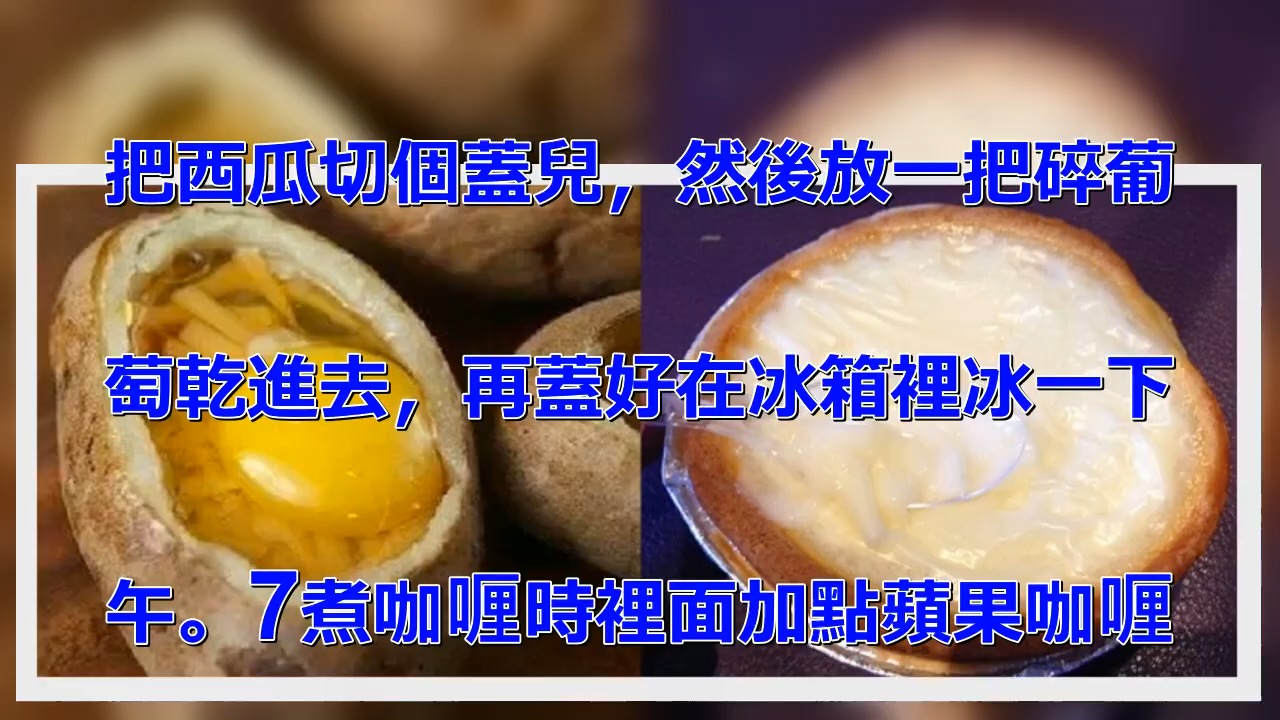 把西瓜切個蓋兒，然後放一把碎葡
萄乾進去，再蓋好在冰箱裡冰一下
午。7煮咖喱時裡面加點蘋果咖喱